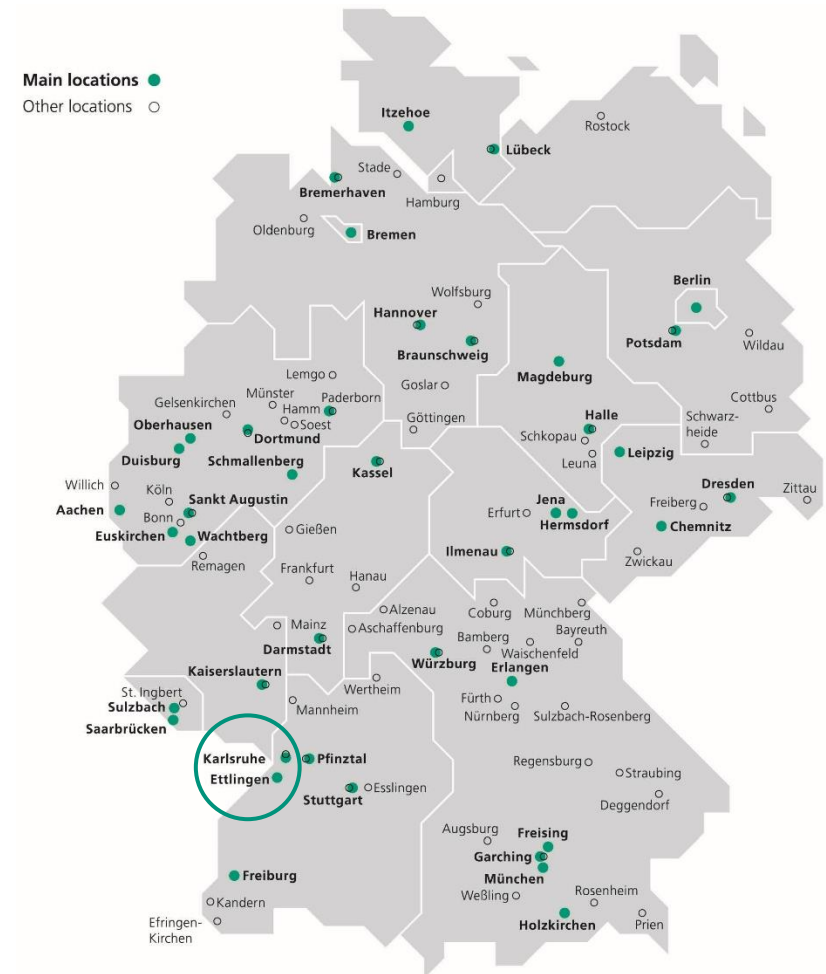 Main locations
Other locations
Itzehoe
Rostock
Lübeck
Stade
Bremerhaven
Hamburg
Oldenburg
Bremen
Berlin
Wolfsburg
Hannover
Potsdam
Wildau
Braunschweig
Magdeburg
Lemgo
Goslar
Münster
Paderborn
Cottbus
Gelsenkirchen
Hamm
Halle
Schwarz-
heide
Oberhausen
Soest
Göttingen
Dortmund
Schkopau
Leipzig
Duisburg
Schmallenberg
Kassel
Leuna
Willich
Köln
Sankt Augustin
Jena
Dresden
Zittau
Aachen
Bonn
Erfurt
Hermsdorf
Freiberg
Euskirchen
Wachtberg
Gießen
Chemnitz
Remagen
Ilmenau
Zwickau
Frankfurt
Hanau
Alzenau
Coburg
Münchberg
Mainz
Aschaffenburg
Bamberg
Bayreuth
Darmstadt
Würzburg
Waischenfeld
Kaiserslautern
Erlangen
St. Ingbert
Wertheim
Sulzbach
Mannheim
Fürth
Nürnberg
Sulzbach-Rosenberg
Saarbrücken
Karlsruhe
Pfinztal
Regensburg
Straubing
Ettlingen
Stuttgart
Esslingen
Deggendorf
Augsburg
Freising
Garching
Freiburg
München
Kandern
Weßling
Rosenheim
Efringen-
Kirchen
Holzkirchen
Prien